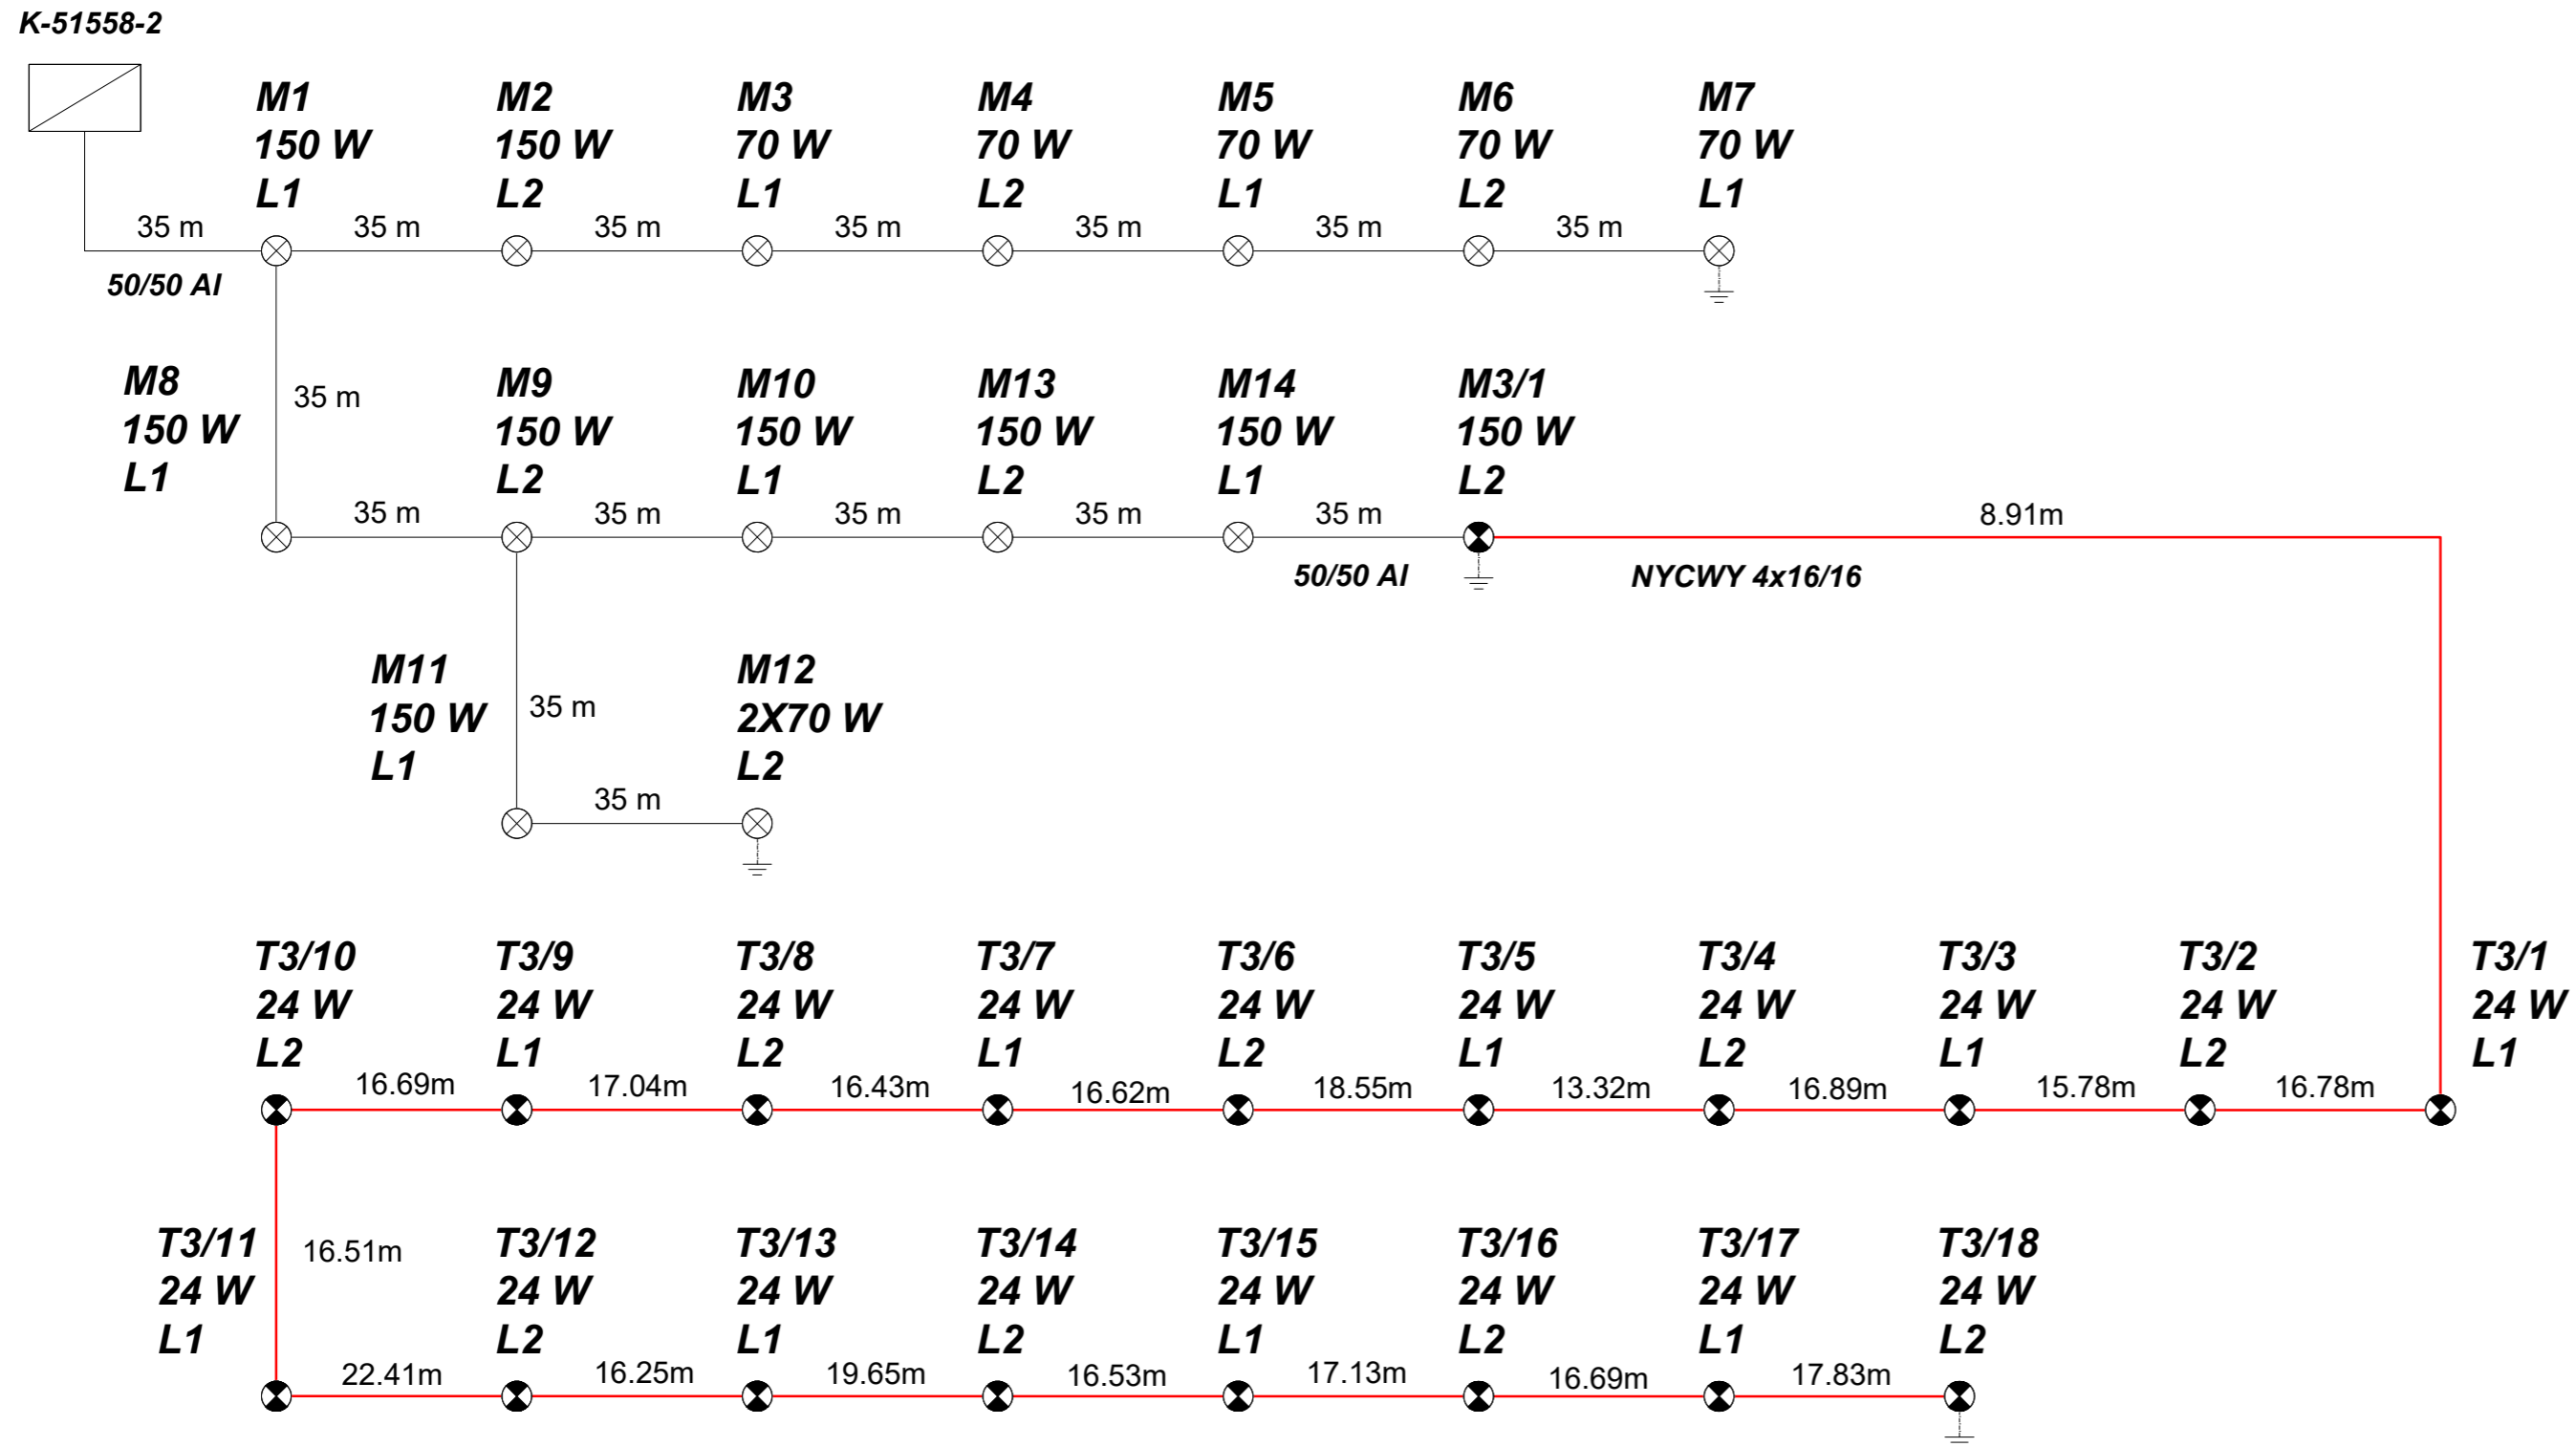 K-51558-2
M1
150 W
L1
M2
150 W
L2
M3
70 W
L1
M4
70 W
L2
M5
70 W
L1
M6
70 W
L2
M7
70 W
L1
35 m
35 m
35 m
35 m
35 m
35 m
35 m
50/50 Al
M8
150 W
L1
35 m
M9
150 W
L2
M10
150 W
L1
M13
150 W
L2
M14
150 W
L1
M3/1
150 W
L2
35 m
35 m
35 m
35 m
35 m
8.91m
50/50 Al
NYCWY 4x16/16
M11
150 W
L1
35 m
M12
2X70 W
L2
35 m
T3/10
24 W
L2
T3/9
24 W
L1
T3/8
24 W
L2
T3/7
24 W
L1
T3/6
24 W
L2
T3/5
24 W
L1
T3/4
24 W
L2
T3/3
24 W
L1
T3/2
24 W
L2
T3/1
24 W
L1
16.69m
17.04m
16.43m
16.62m
18.55m
13.32m
16.89m
15.78m
16.78m
T3/11
24 W
L1
16.51m
T3/12
24 W
L2
T3/13
24 W
L1
T3/14
24 W
L2
T3/15
24 W
L1
T3/16
24 W
L2
T3/17
24 W
L1
T3/18
24 W
L2
22.41m
16.25m
19.65m
16.53m
17.13m
16.69m
17.83m